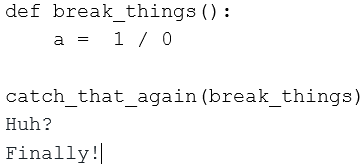 def break_things():
    a =  1 / 0

catch_that_again(break_things)
Huh?
Finally!